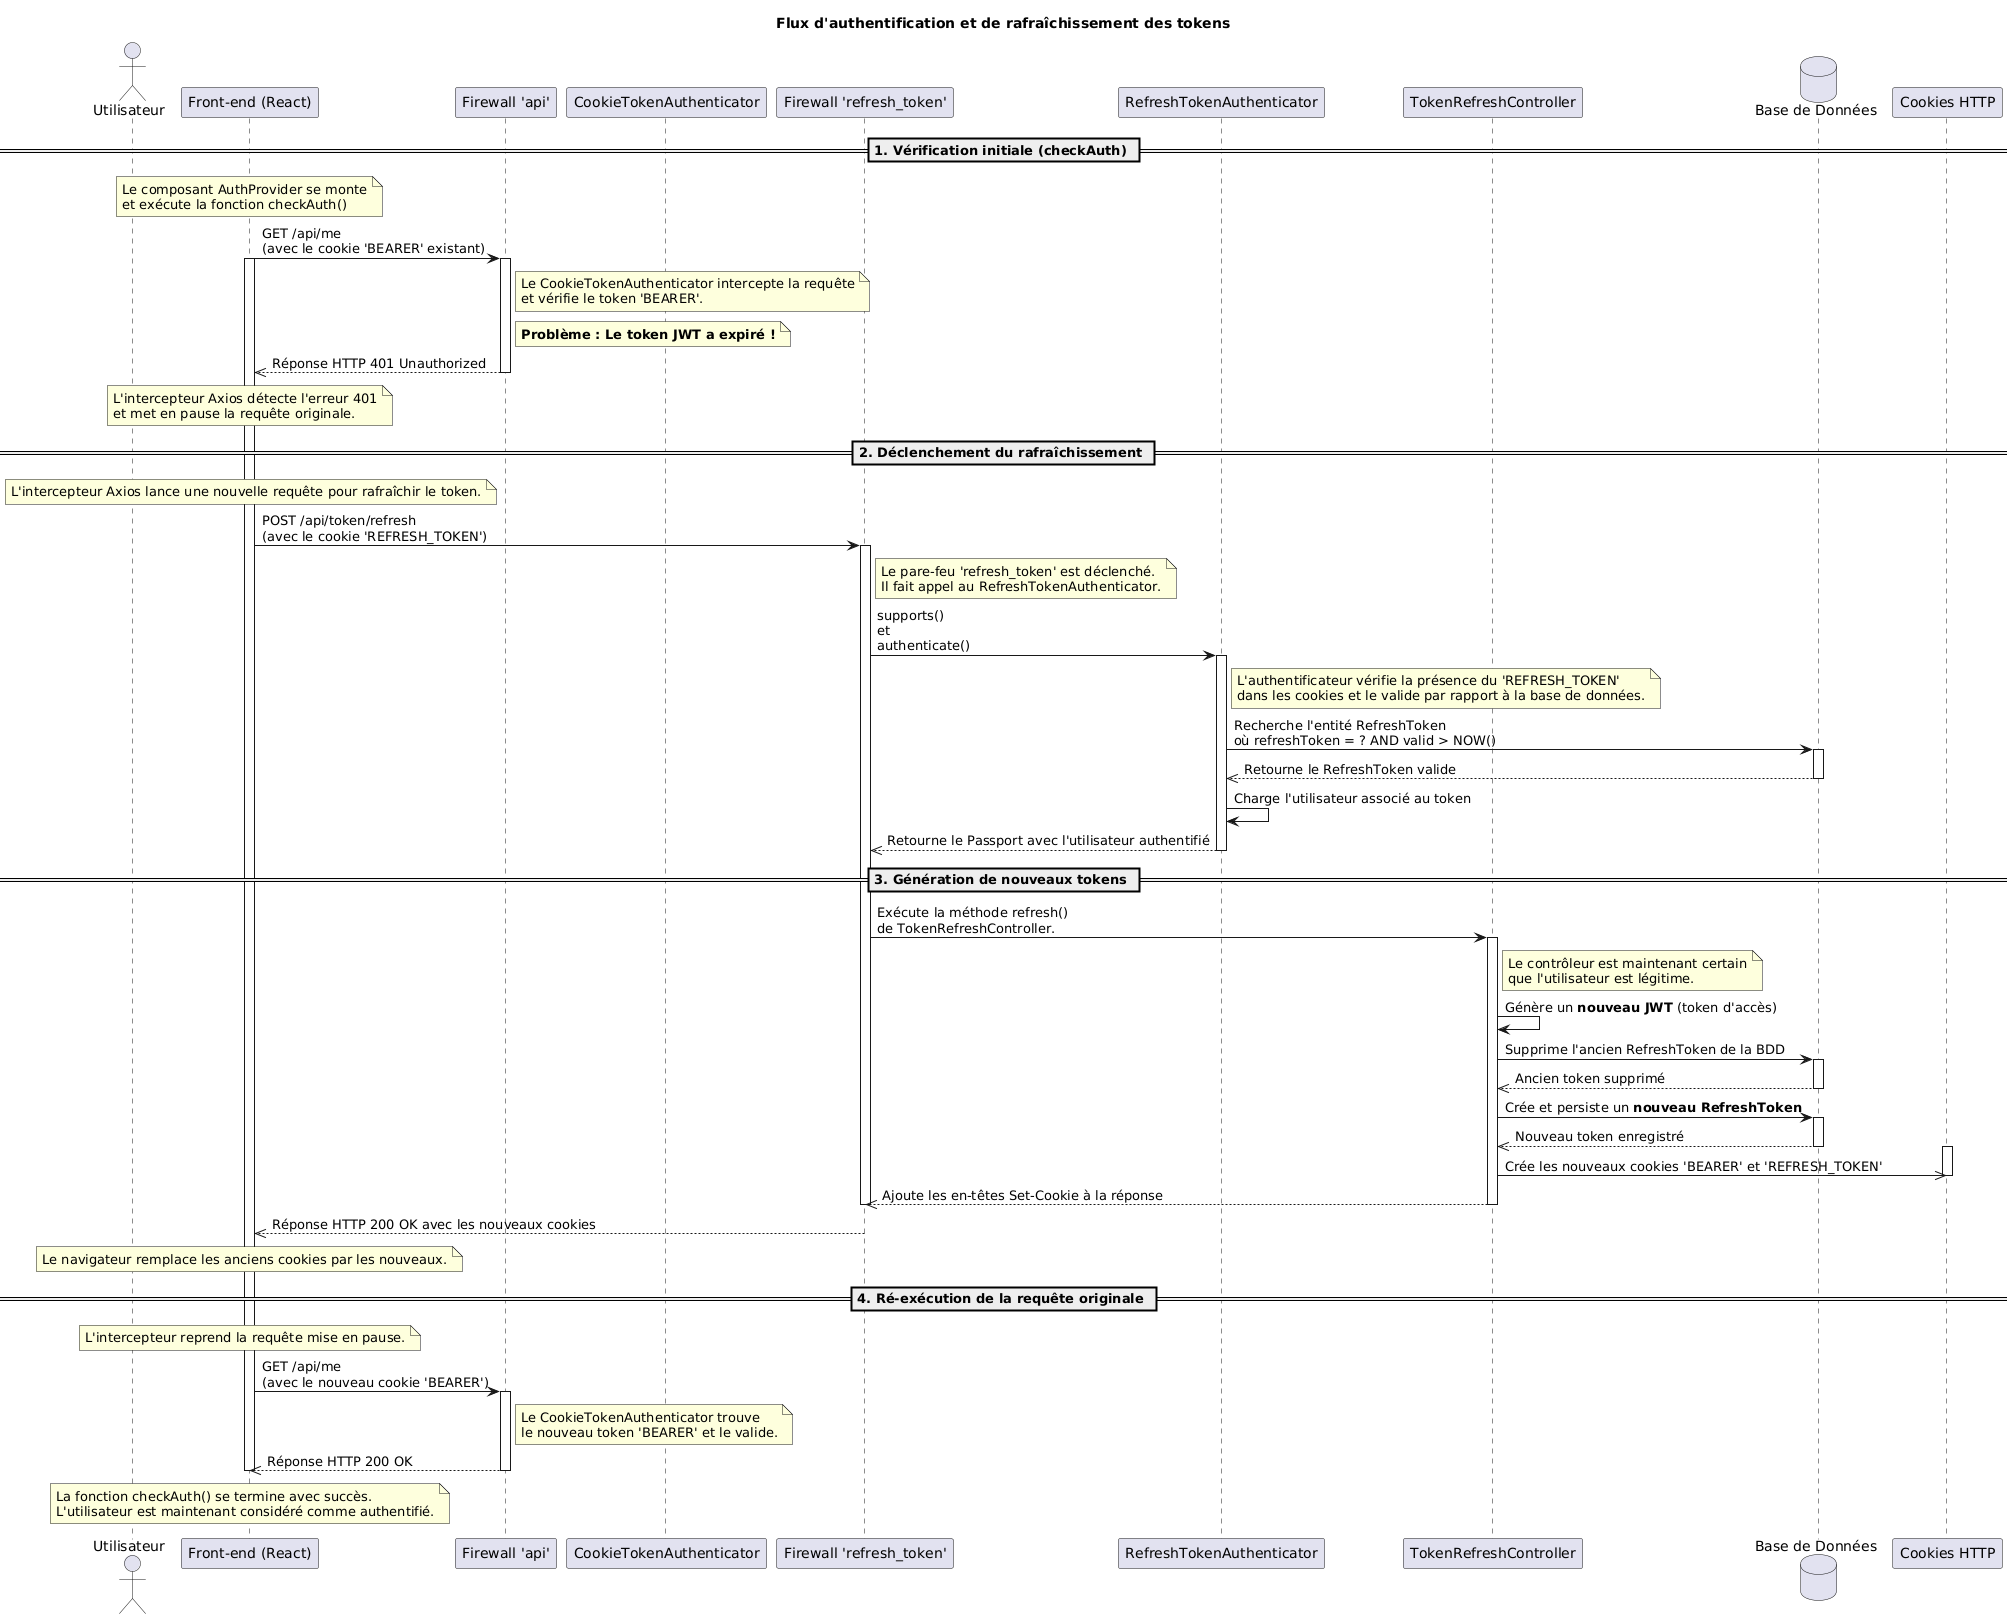 Flux d'authentification et de rafraîchissement des tokens
Utilisateur
Front-end (React)
Firewall 'api'
CookieTokenAuthenticator
Firewall 'refresh_token'
RefreshTokenAuthenticator
TokenRefreshController
Base de Données
Cookies HTTP
1. Vérification initiale (checkAuth)
Le composant AuthProvider se monte
et exécute la fonction checkAuth()
GET /api/me
(avec le cookie 'BEARER' existant)
Le CookieTokenAuthenticator intercepte la requête
et vérifie le token 'BEARER'.
Problème : Le token JWT a expiré !
Réponse HTTP 401 Unauthorized
L'intercepteur Axios détecte l'erreur 401
et met en pause la requête originale.
2. Déclenchement du rafraîchissement
L'intercepteur Axios lance une nouvelle requête pour rafraîchir le token.
POST /api/token/refresh
(avec le cookie 'REFRESH_TOKEN')
Le pare-feu 'refresh_token' est déclenché.
Il fait appel au RefreshTokenAuthenticator.
supports()
et
authenticate()
L'authentificateur vérifie la présence du 'REFRESH_TOKEN'
dans les cookies et le valide par rapport à la base de données.
Recherche l'entité RefreshToken
où refreshToken = ? AND valid > NOW()
Retourne le RefreshToken valide
Charge l'utilisateur associé au token
Retourne le Passport avec l'utilisateur authentifié
3. Génération de nouveaux tokens
Exécute la méthode refresh()
de TokenRefreshController.
Le contrôleur est maintenant certain
que l'utilisateur est légitime.
Génère un nouveau JWT (token d'accès)
Supprime l'ancien RefreshToken de la BDD
Ancien token supprimé
Crée et persiste un nouveau RefreshToken
Nouveau token enregistré
Crée les nouveaux cookies 'BEARER' et 'REFRESH_TOKEN'
Ajoute les en-têtes Set-Cookie à la réponse
Réponse HTTP 200 OK avec les nouveaux cookies
Le navigateur remplace les anciens cookies par les nouveaux.
4. Ré-exécution de la requête originale
L'intercepteur reprend la requête mise en pause.
GET /api/me
(avec le nouveau cookie 'BEARER')
Le CookieTokenAuthenticator trouve
le nouveau token 'BEARER' et le valide.
Réponse HTTP 200 OK
La fonction checkAuth() se termine avec succès.
L'utilisateur est maintenant considéré comme authentifié.
Utilisateur
Front-end (React)
Firewall 'api'
CookieTokenAuthenticator
Firewall 'refresh_token'
RefreshTokenAuthenticator
TokenRefreshController
Base de Données
Cookies HTTP